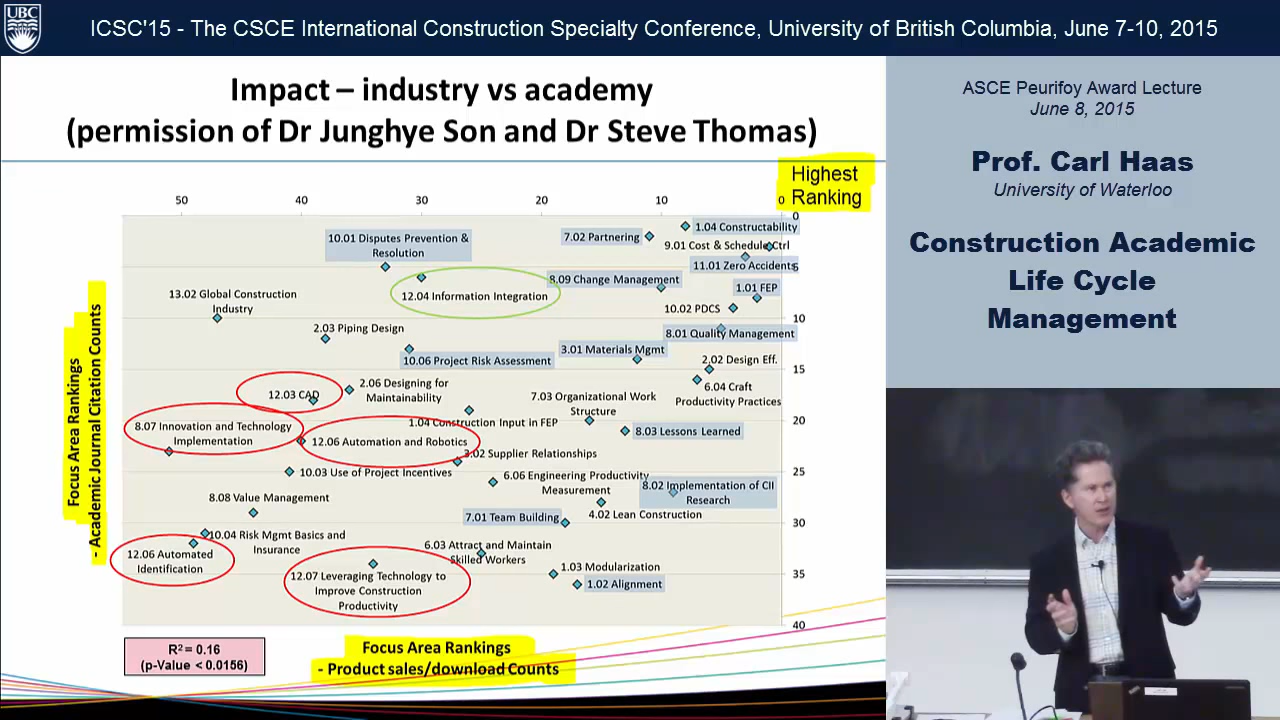 UBC
ICSC'15 - The CSCE International Construction Specialty Conference, University of British Columbia, June 7-10, 2015
Impact – industry vs academy
(permission of Dr Junghye Son and Dr Steve Thomas)
ASCE Peurifoy Award Lecture
June 8, 2015
Prof. Carl Haas
University of Waterloo
Construction Academic
Life Cycle
Management
Highest
Ranking
50
40
30
20
10
0
0
5
10
15
20
25
30
35
40
Focus Area Rankings
- Academic Journal Citation Counts
1.04 Constructability
7.02 Partnering
9.01 Cost & Schedule Ctrl
10.01 Disputes Prevention &
Resolution
11.01 Zero Accidents
8.09 Change Management
1.01 FEP
12.04 Information Integration
13.02 Global Construction
Industry
10.02 PDCS
2.03 Piping Design
8.01 Quality Management
3.01 Materials Mgmt
10.06 Project Risk Assessment
2.02 Design Eff.
12.03 CAD
2.06 Designing for
Maintainability
6.04 Craft
Productivity Practices
7.03 Organizational Work
Structure
1.04 Construction Input in FEP
8.07 Innovation and Technology
Implementation
12.06 Automation and Robotics
8.03 Lessons Learned
3.02 Supplier Relationships
10.03 Use of Project Incentives
6.06 Engineering Productivity
Measurement
8.02 Implementation of CII
Research
8.08 Value Management
4.02 Lean Construction
7.01 Team Building
10.04 Risk Mgmt Basics and
Insurance
12.06 Automated
Identification
6.03 Attract and Maintain
Skilled Workers
1.03 Modularization
12.07 Leveraging Technology to
Improve Construction
Productivity
1.02 Alignment
R² = 0.16
(p-Value < 0.0156)
Focus Area Rankings
- Product sales/download Counts